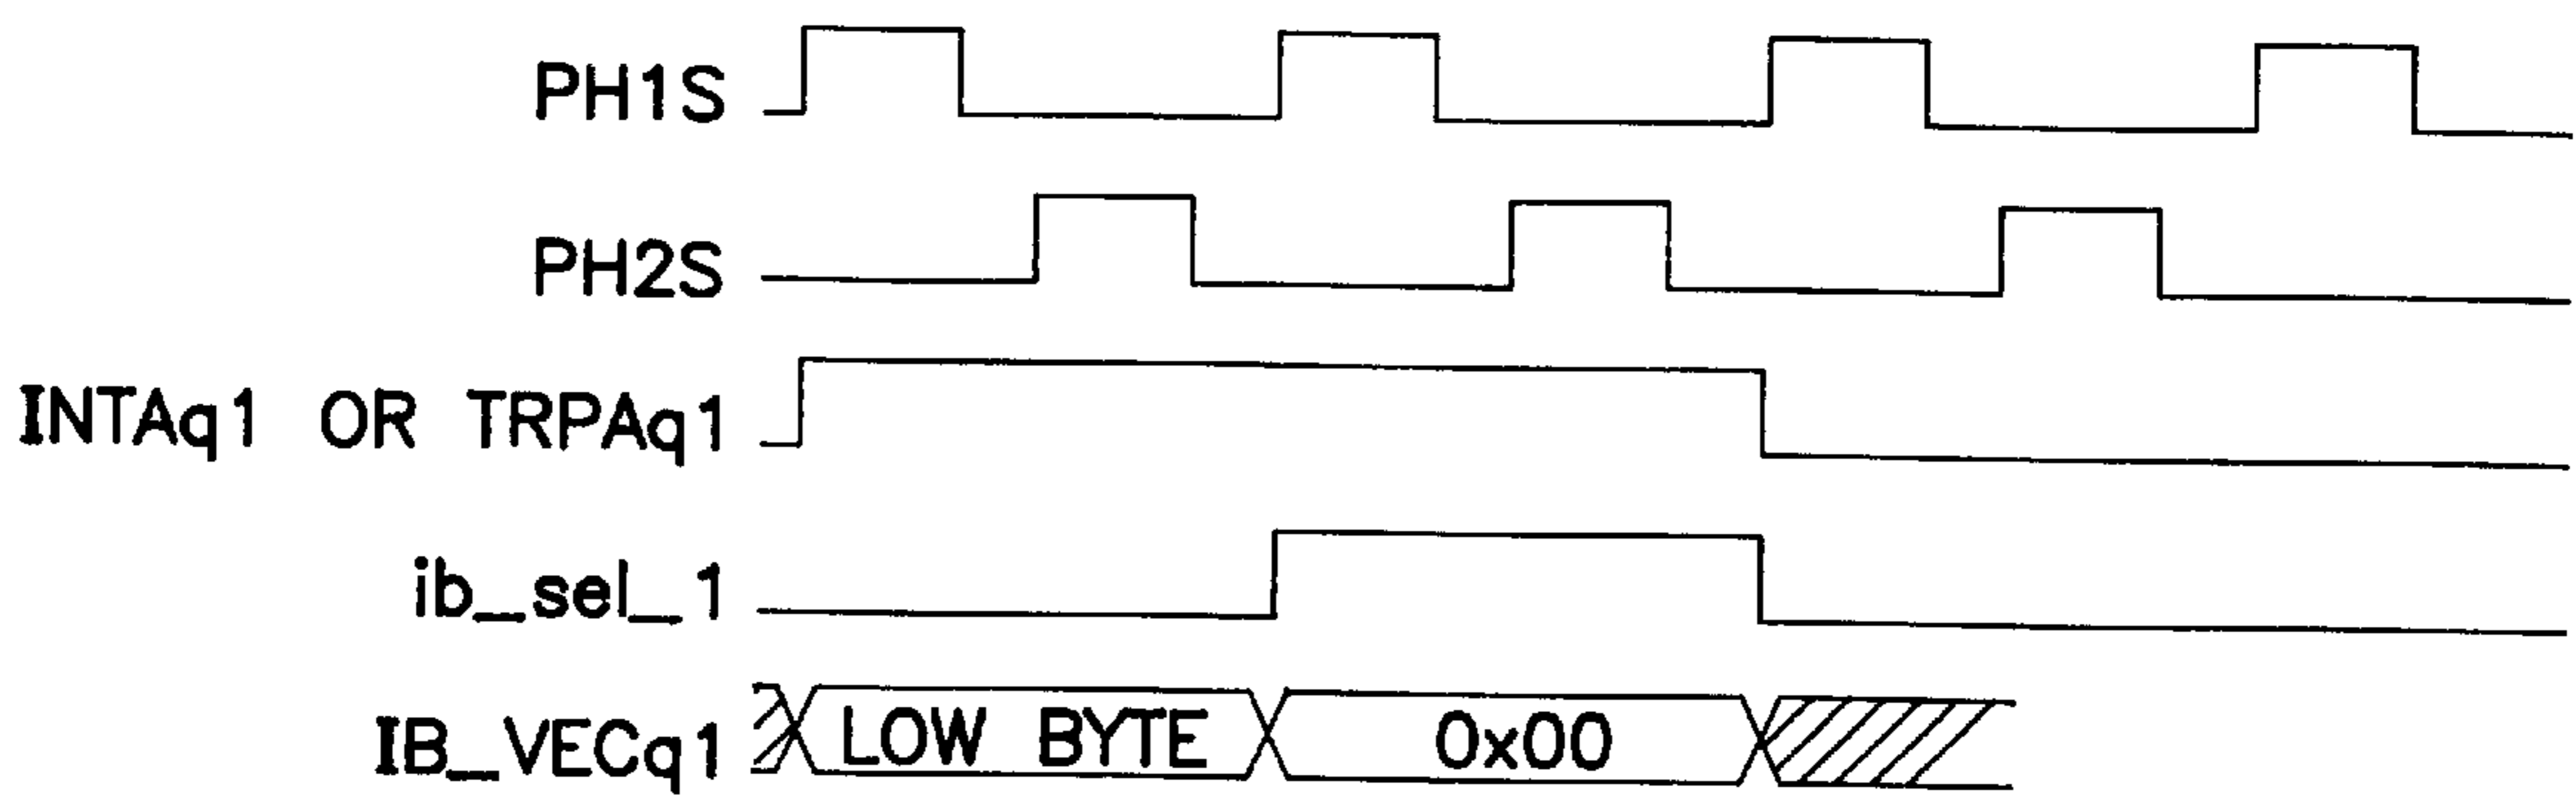 PH1S
PH2S
INTAq1 OR TRPAq1
ib_sel_1
IB_VECq1 LOW BYTE 0x00